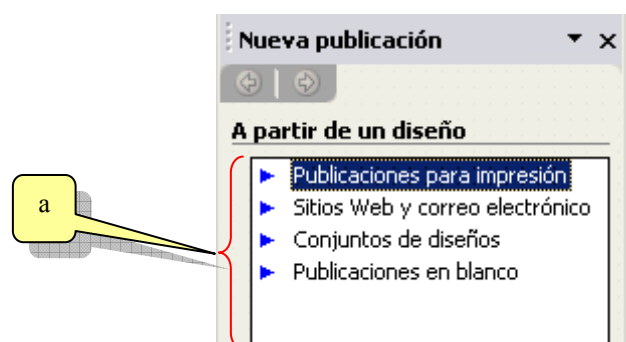 Nueva publicación
A partir de un diseño
Publicaciones para impresión
a
Sitios Web y correo electrónico
Conjuntos de diseños
Publicaciones en blanco